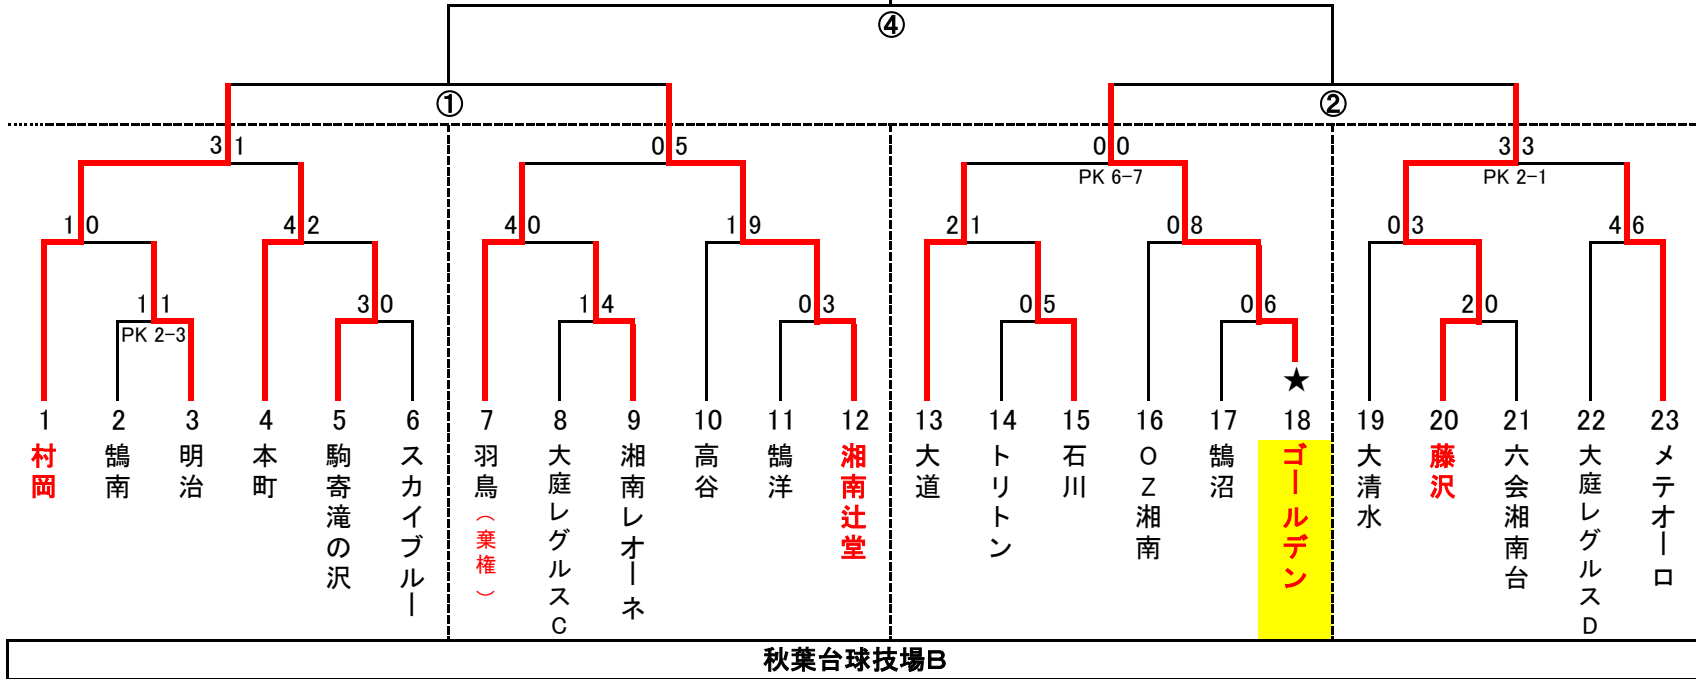 ④
① ②
3 1 0 5 0 0 3 3
PK 6-7 PK 2-1
1 0 4 2 4 0 1 9 2 1 0 8 0 3 4 6
1 1 3 0 1 4 0 3 0 5 0 6 2 0
PK 2-3
★
1 2 3 4 5 6 7 8 9 10 11 12 13 14 15 16 17 18 19 20 21 22 23
村岡
鵠南
明治
本町
駒寄滝の沢
スカイブルー
羽鳥（棄権）
大庭レグルスC
湘南レオーネ
高谷
鵠洋
湘南辻堂
大道
トリトン
石川
OZ湘南
鵠沼
ゴールデン
大清水
藤沢
六会湘南台
大庭レグルスD
メテオーロ
秋葉台球技場B